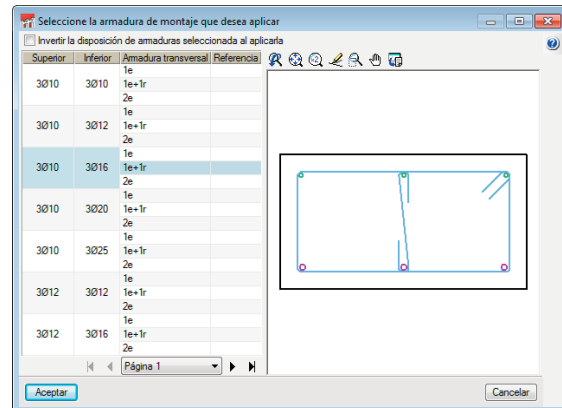 Seleccione la armadura de montaje que desea aplicar
Invertir la disposición de armaduras seleccionada al aplicarla
Superior Inferior Armadura transversal Referencia
1e
3Ø10 3Ø10 1e+1r
2e
1e
3Ø10 3Ø12 1e+1r
2e
1e
3Ø10 3Ø16 1e+1r
2e
1e
3Ø10 3Ø20 1e+1r
2e
1e
3Ø10 3Ø25 1e+1r
2e
1e
3Ø12 3Ø12 1e+1r
2e
1e
3Ø12 3Ø16 1e+1r
2e
Página 1
Aceptar Cancelar